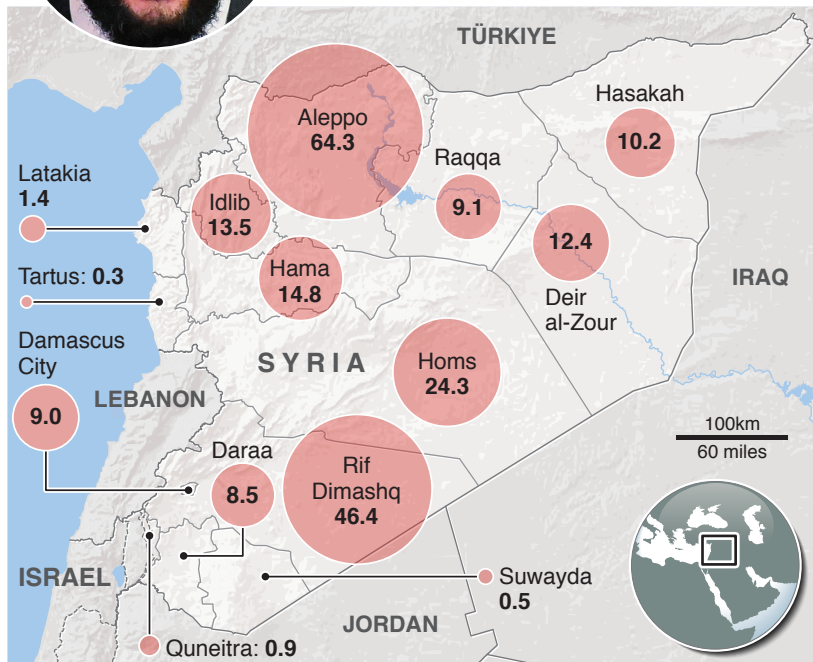 TÜRKIYE
Hasakah
10.2
Aleppo
64.3
Raqqa
9.1
Latakia
1.4
Idlib
13.5
12.4
Deir
al-Zour
Tartus: 0.3
Hama
14.8
IRAQ
Damascus
City
9.0
SYRIA
Homs
24.3
LEBANON
100km
60 miles
Daraa
8.5
Rif
Dimashq
46.4
ISRAEL
Suwayda
0.5
JORDAN
Quneitra: 0.9